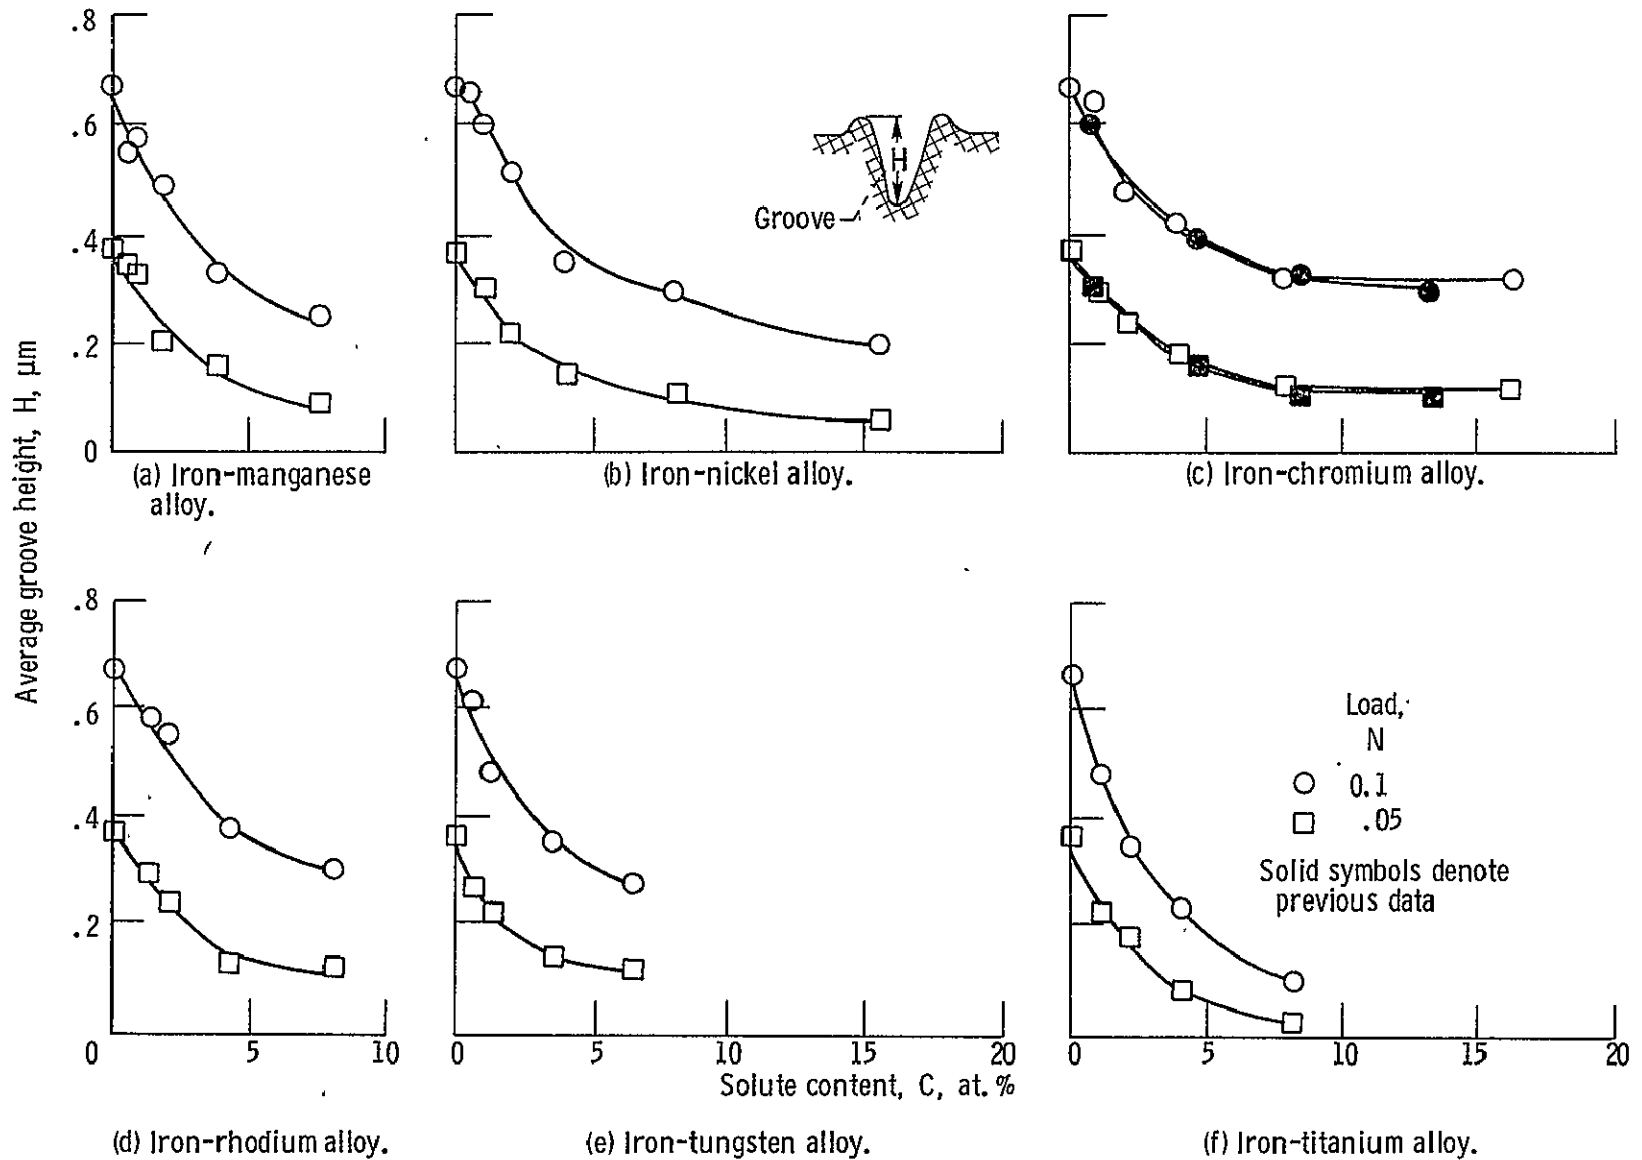 Average groove height, H, μm
.8
.6
.4
.2
0
(a) Iron-manganese
alloy.
H
Groove
(b) Iron-nickel alloy.
(c) Iron-chromium alloy.
.8
.6
.4
.2
0 5 10
(d) Iron-rhodium alloy.
0 5 10 15 20
Solute content, C, at. %
(e) Iron-tungsten alloy.
Load,
N
0.1
.05
Solid symbols denote
previous data
0 5 10 15 20
(f) Iron-titanium alloy.